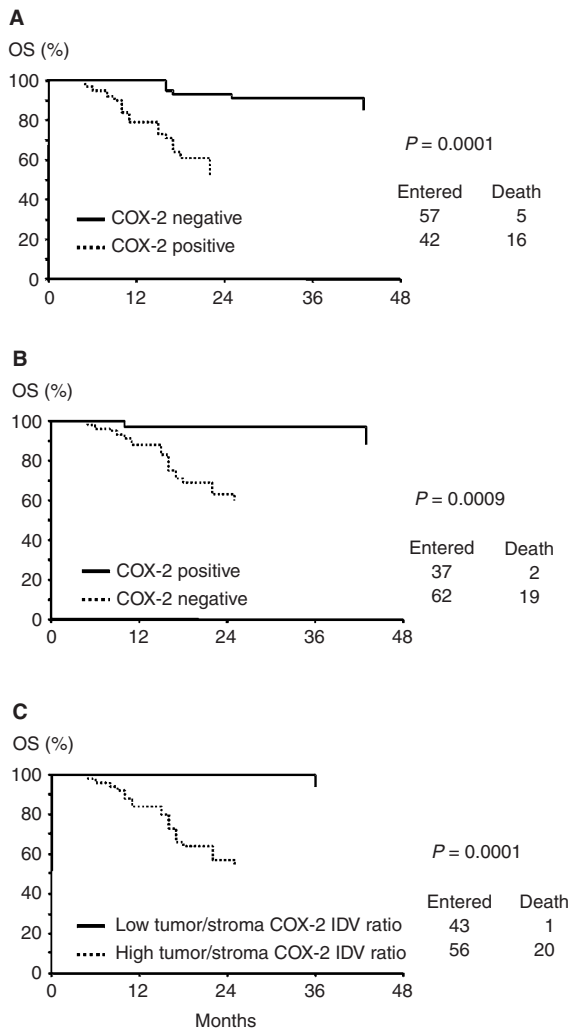 A
OS (%)
100
80
60
40
20
0
0 12 24 36 48
COX-2 negative
COX-2 positive
P = 0.0001
Entered Death
57 5
42 16
B
OS (%)
100
80
60
40
20
0
0 12 24 36 48
COX-2 positive
COX-2 negative
P = 0.0009
Entered Death
37 2
62 19
C
OS (%)
100
80
60
40
20
0
0 12 24 36 48
Low tumor/stroma COX-2 IDV ratio
High tumor/stroma COX-2 IDV ratio
P = 0.0001
Entered Death
43 1
56 20
Months